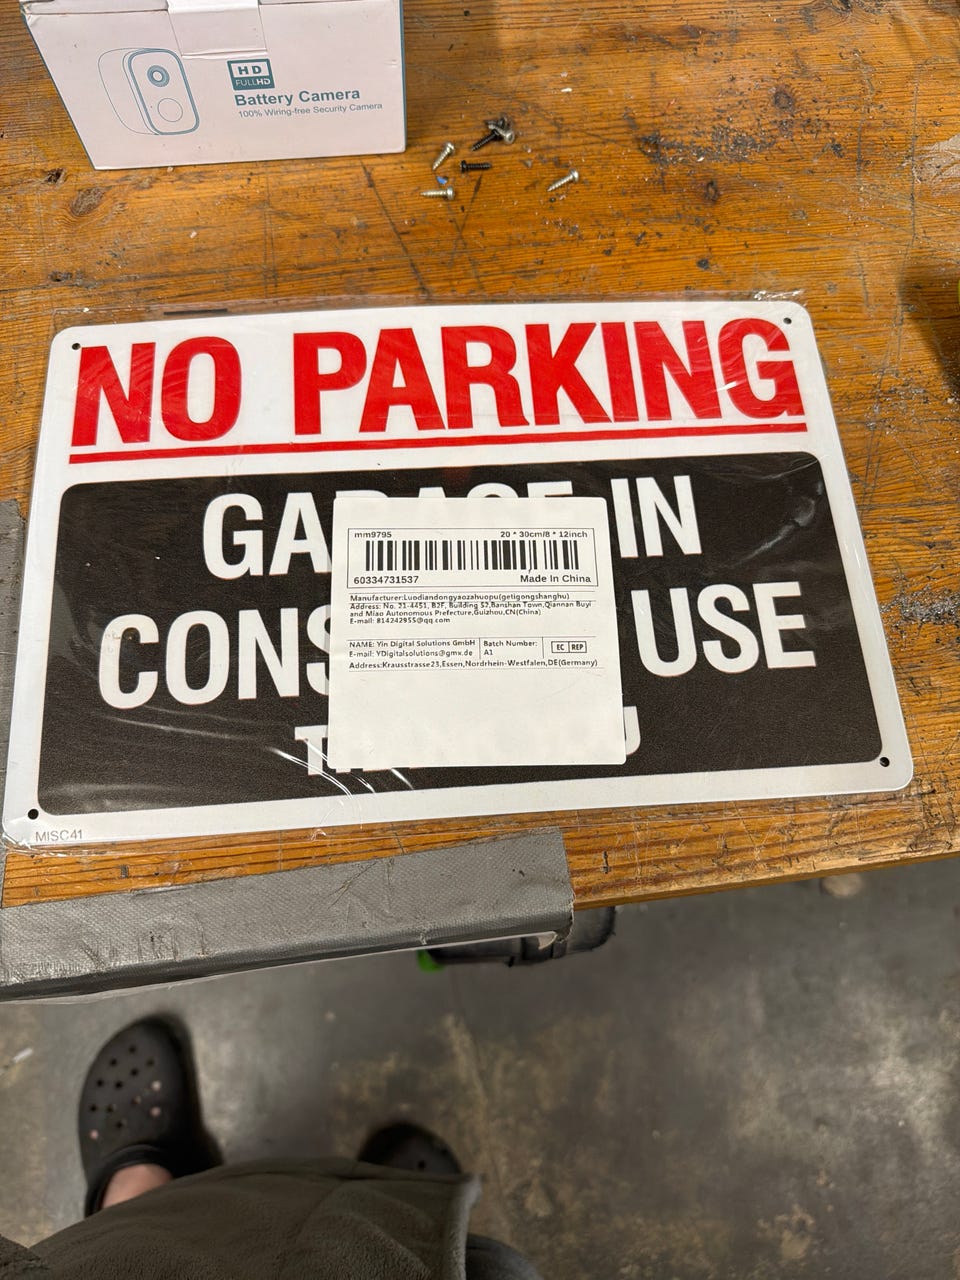 HD
FULL HD
Battery Camera
100% Wiring-free Security Camera
NO PARKING
GA IN
CONS USE
mm9795 20 * 30cm/8 * 12inch
60334731537 Made In China
Manufacturer:Luodiandongyaozahuopu(getigongshanghu)
Address: No. 21-4451, B2F, Building 52,Banshan Town,Qiannan Buyi
and Miao Autonomous Prefecture,Guizhou,CN(China)
E-mail: 814242955@qq.com
NAME: Yin Digital Solutions GmbH Batch Number:
E-mail: YDigitalsolutions@gmx.de A1 EC REP
Address:Krausstrasse23,Essen,Nordrhein-Westfalen,DE(Germany)
MISC41